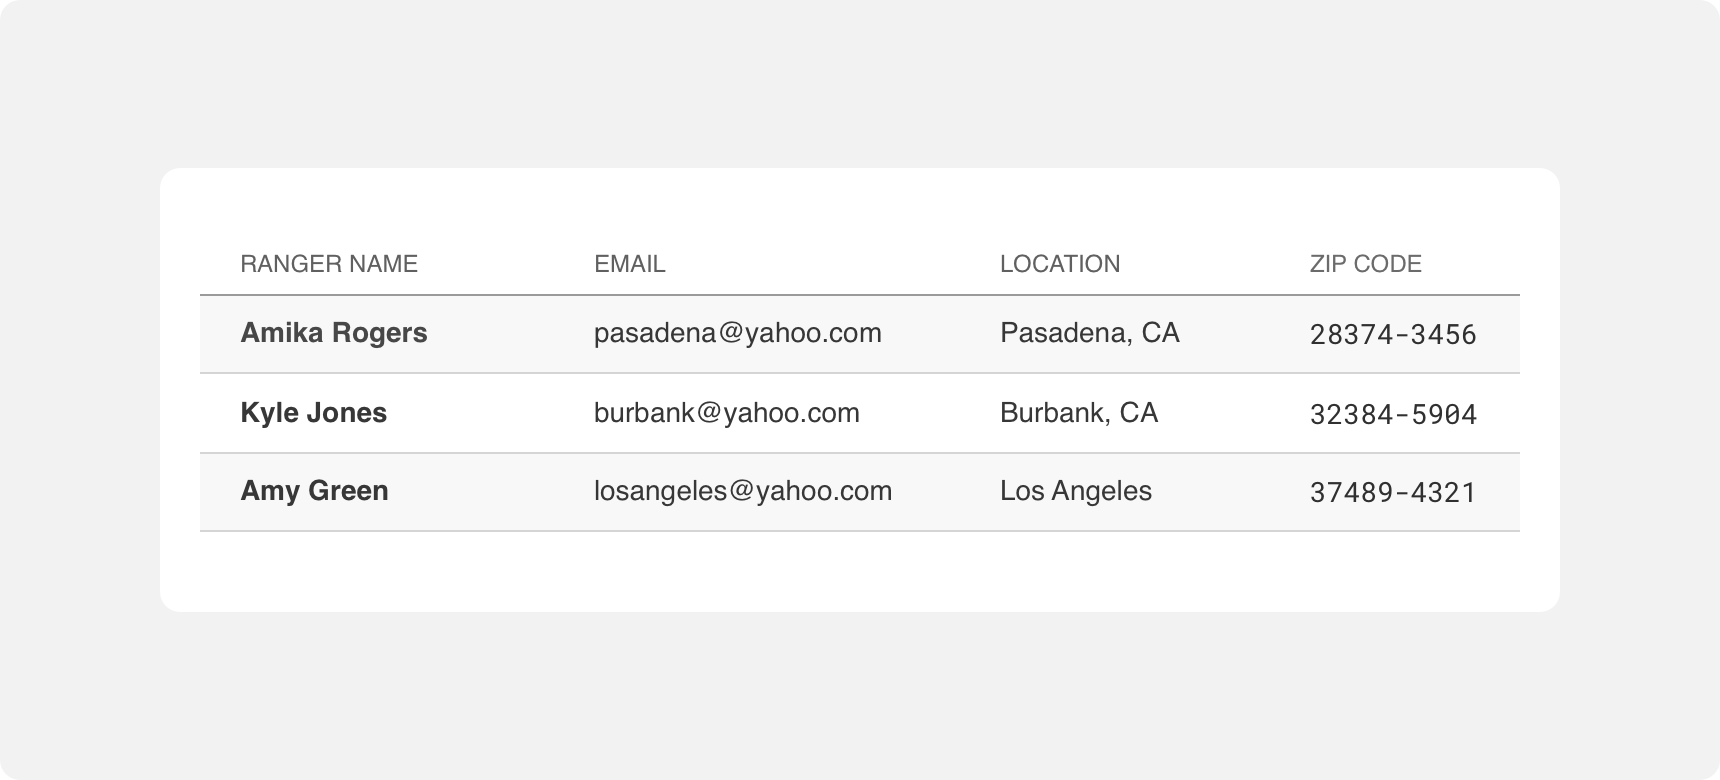 RANGER NAME EMAIL LOCATION ZIP CODE
Amika Rogers pasadena@yahoo.com Pasadena, CA 28374-3456
Kyle Jones burbank@yahoo.com Burbank, CA 32384-5904
Amy Green losangeles@yahoo.com Los Angeles 37489-4321